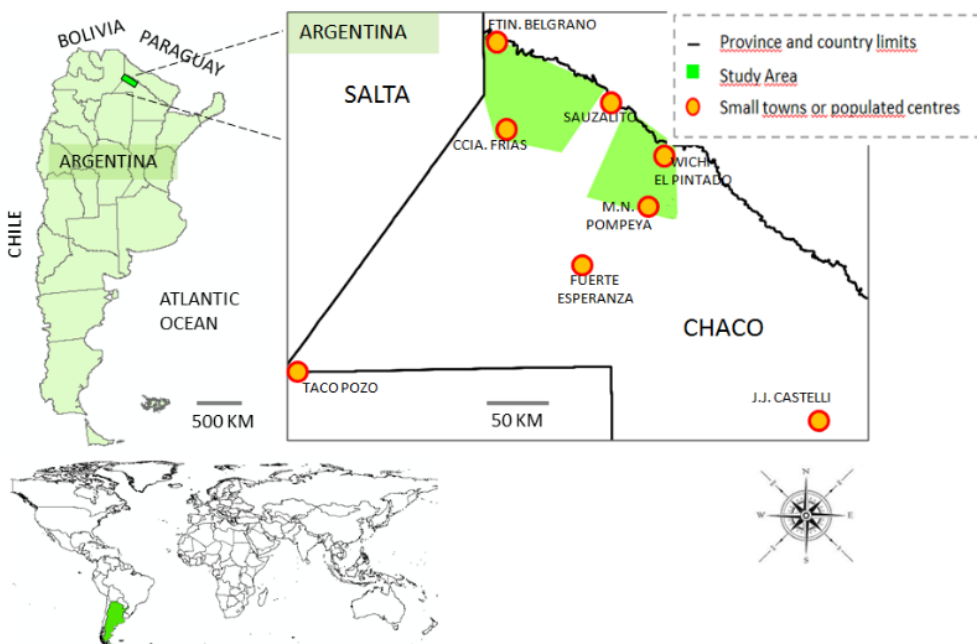 BOLIVIA
PARAGUAY
ARGENTINA
CHILE
ATLANTIC
OCEAN
500 KM
ARGENTINA
SALTA
FTIN. BELGRANO
SAUZALITO
CCIA. FRIAS
WICHI
EL PINTADO
M.N.
POMPEYA
FUERTE
ESPERANZA
CHACO
TACO POZO
50 KM
J.J. CASTELLI
Province and country limits
Study Area
Small towns or populated centres
N
W
E
S